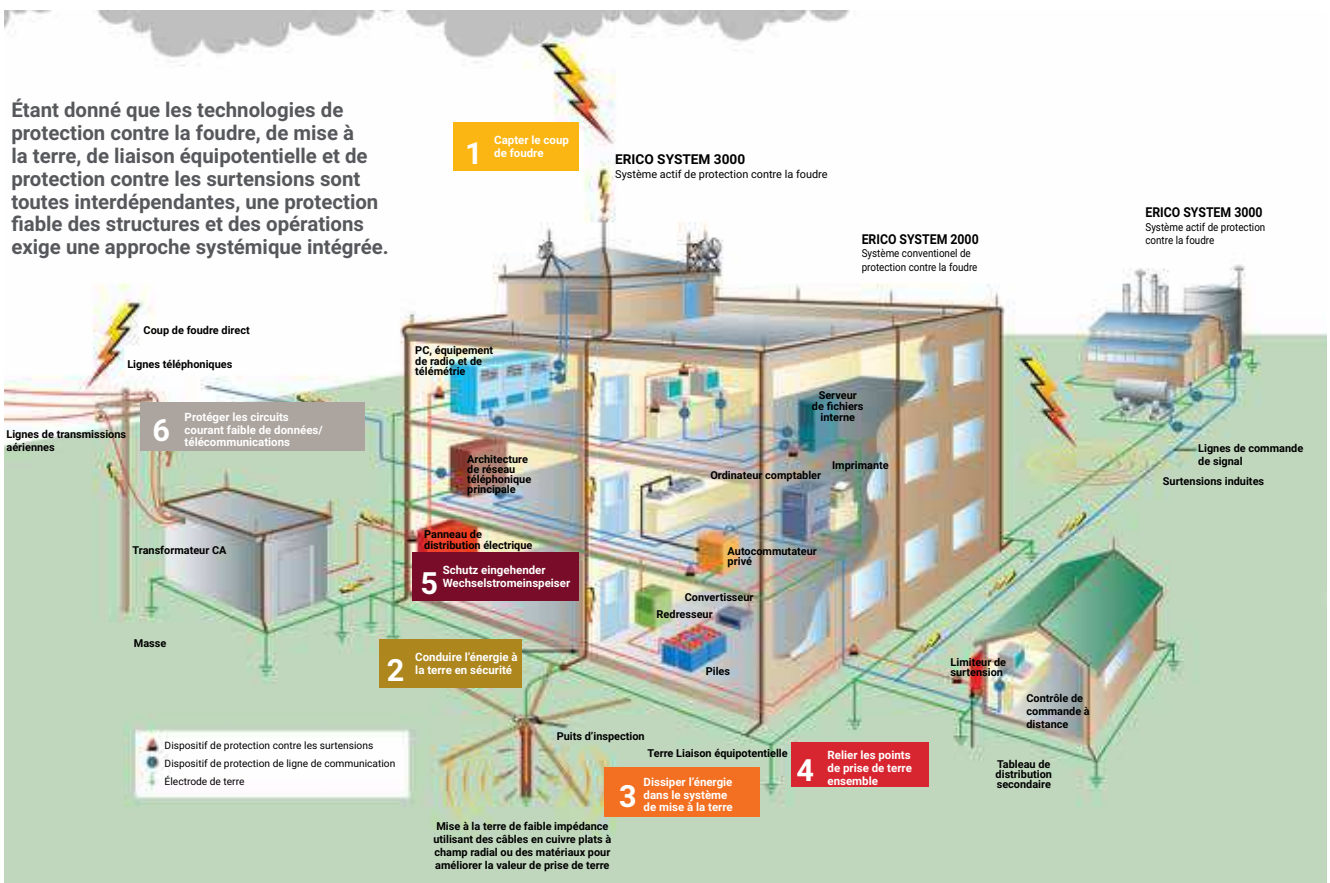 Étant donné que les technologies de
protection contre la foudre, de mise à
la terre, de liaison équipotentielle et de
protection contre les surtensions sont
toutes interdépendantes, une protection
fiable des structures et des opérations
exige une approche systémique intégrée.
1 Capter le coup
de foudre
ERICO SYSTEM 3000
Système actif de protection contre la foudre
ERICO SYSTEM 3000
Système actif de protection
contre la foudre
ERICO SYSTEM 2000
Système conventionel de
protection contre la foudre
Coup de foudre direct
Lignes téléphoniques
PC, équipement
de radio et de
télémétrie
6 Protéger les circuits
courant faible de données/
télécommunications
Lignes de transmissions
aériennes
Serveur
de fichiers
interne
Architecture
de réseau
téléphonique
principale
Ordinateur comptabler
Imprimante
Lignes de commande
de signal
Surtensions induites
Transformateur CA
Panneau de
distribution électrique
Autocommutateur
privé
5 Schutz eingehender
Wechselstromeinspeiser
Convertisseur
Redresseur
Masse
2 Conduire l'énergie à
la terre en sécurité
Piles
Limiteur de
surtension
Contrôle de
commande à
distance
Puits d'inspection
Terre Liaison équipotentielle
4 Relier les points
de prise de terre
ensemble
Tableau de
distribution
secondaire
Dispositif de protection contre les surtensions
Dispositif de protection de ligne de communication
Électrode de terre
3 Dissiper l'énergie
dans le système
de mise à la terre
Mise à la terre de faible impédance
utilisant des câbles en cuivre plats à
champ radial ou des matériaux pour
améliorer la valeur de prise de terre